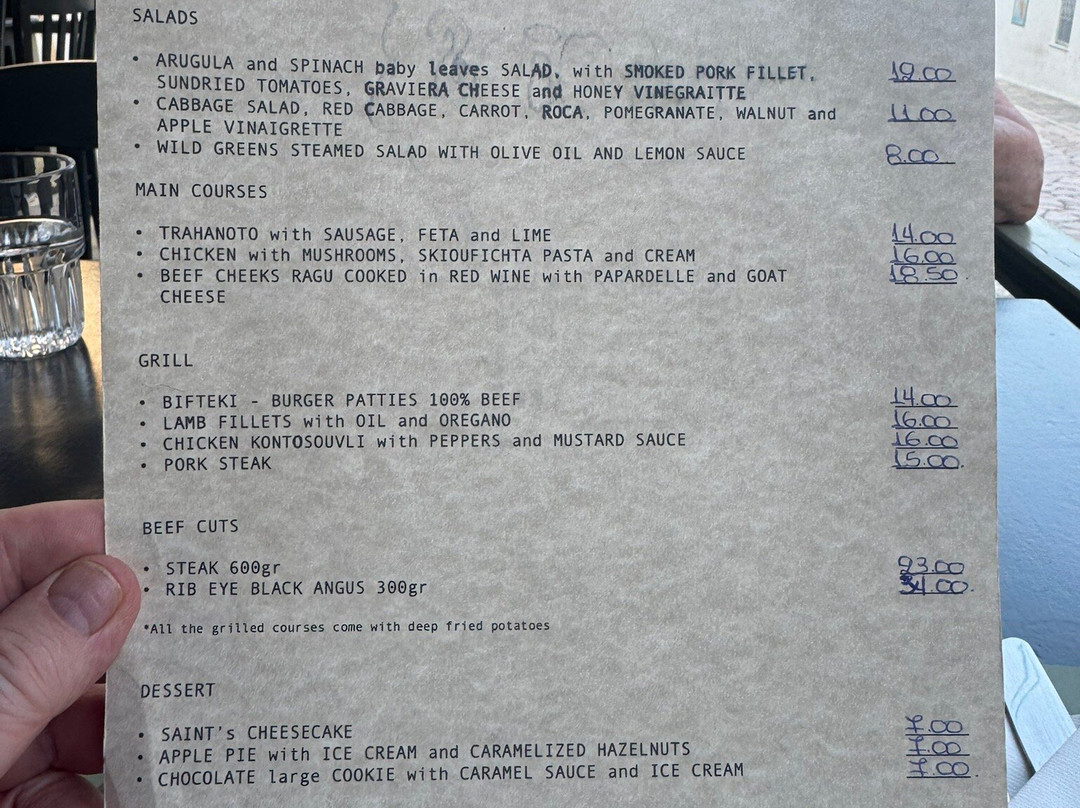 SALADS
• ARUGULA and SPINACH baby leaves SALAD, with SMOKED PORK FILLET, 12.00
SUNDRIED TOMATOES, GRAVIERA CHEESE and HONEY VINEGRAITTE
• CABBAGE SALAD, RED CABBAGE, CARROT, ROCA, POMEGRANATE, WALNUT and 11.00
APPLE VINAIGRETTE
• WILD GREENS STEAMED SALAD WITH OLIVE OIL AND LEMON SAUCE 8.00
MAIN COURSES
• TRAHANOTO with SAUSAGE, FETA and LIME 14.00
• CHICKEN with MUSHROOMS, SKIOUFICHTA PASTA and CREAM 16.00
• BEEF CHEEKS RAGU COOKED in RED WINE with PAPARDELLE and GOAT 18.50.
CHEESE
GRILL
• BIFTEKI - BURGER PATTIES 100% BEEF 14.00
• LAMB FILLETS with OIL and OREGANO 16.00
• CHICKEN KONTOSOUVLI with PEPPERS and MUSTARD SAUCE 16.00
• PORK STEAK 15.00.
BEEF CUTS
• STEAK 600gr 23.00
• RIB EYE BLACK ANGUS 300gr 34.00.
*All the grilled courses come with deep fried potatoes
DESSERT
• SAINT's CHEESECAKE 7.00
• APPLE PIE with ICE CREAM and CARAMELIZED HAZELNUTS 7.00
• CHOCOLATE large COOKIE with CARAMEL SAUCE and ICE CREAM 7.00.